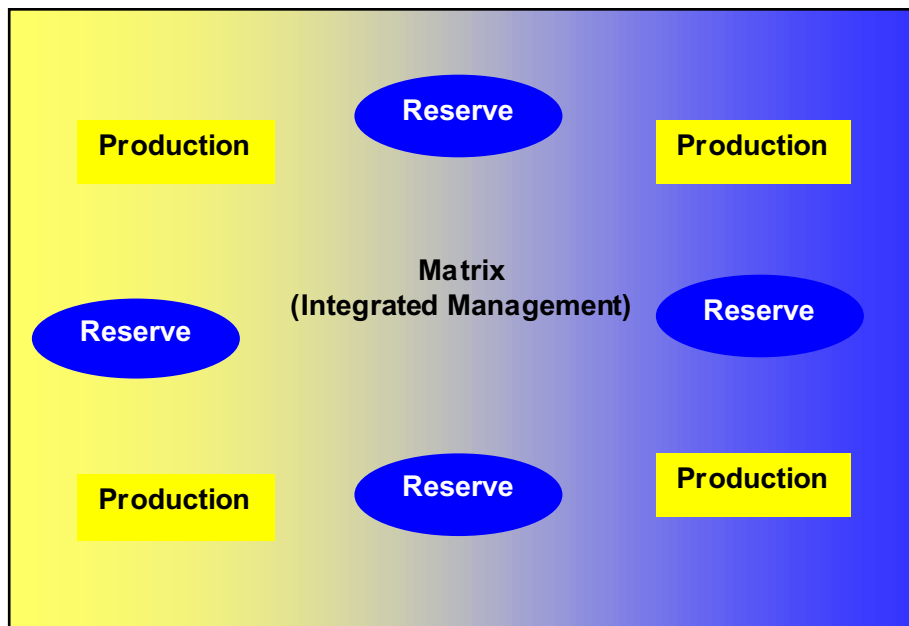 Reserve
Production
Production
Matrix
(Integrated Management)
Reserve
Reserve
Reserve
Production
Production